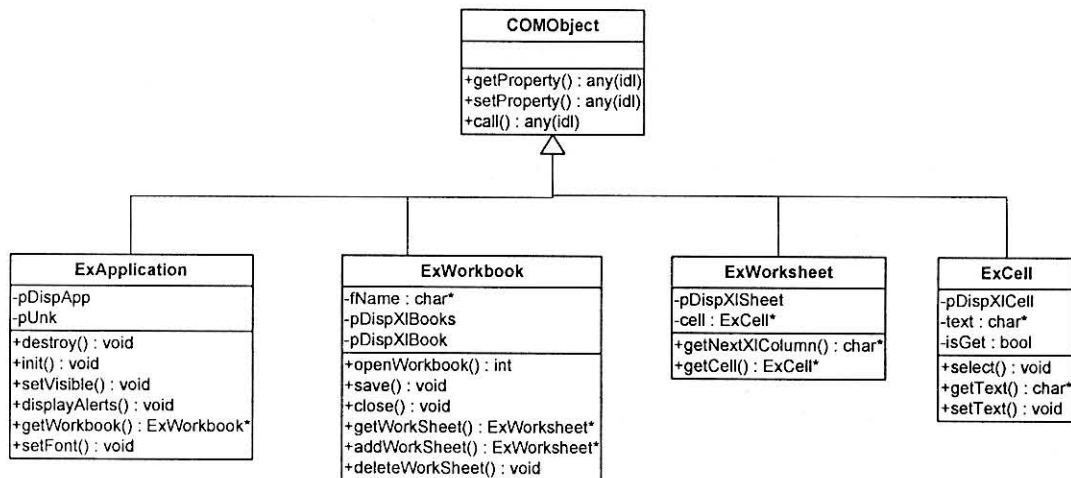 COMObject
+getProperty() : any(idl)
+setProperty() : any(idl)
+call() : any(idl)
ExApplication
-pDispApp
-pUnk
+destroy() : void
+init() : void
+setVisible() : void
+displayAlerts() : void
+getWorkbook() : ExWorkbook*
+setFont() : void
ExWorkbook
-fName : char*
-pDispXlBooks
-pDispXlBook
+openWorkbook() : int
+save() : void
+close() : void
+getWorkSheet() : ExWorksheet*
+addWorkSheet() : ExWorksheet*
+deleteWorkSheet() : void
ExWorksheet
-pDispXlSheet
-cell : ExCell*
+getNextXlColumn() : char*
+getCell() : ExCell*
ExCell
-pDispXlCell
-text : char*
-isGet : bool
+select() : void
+getText() : char*
+setText() : void